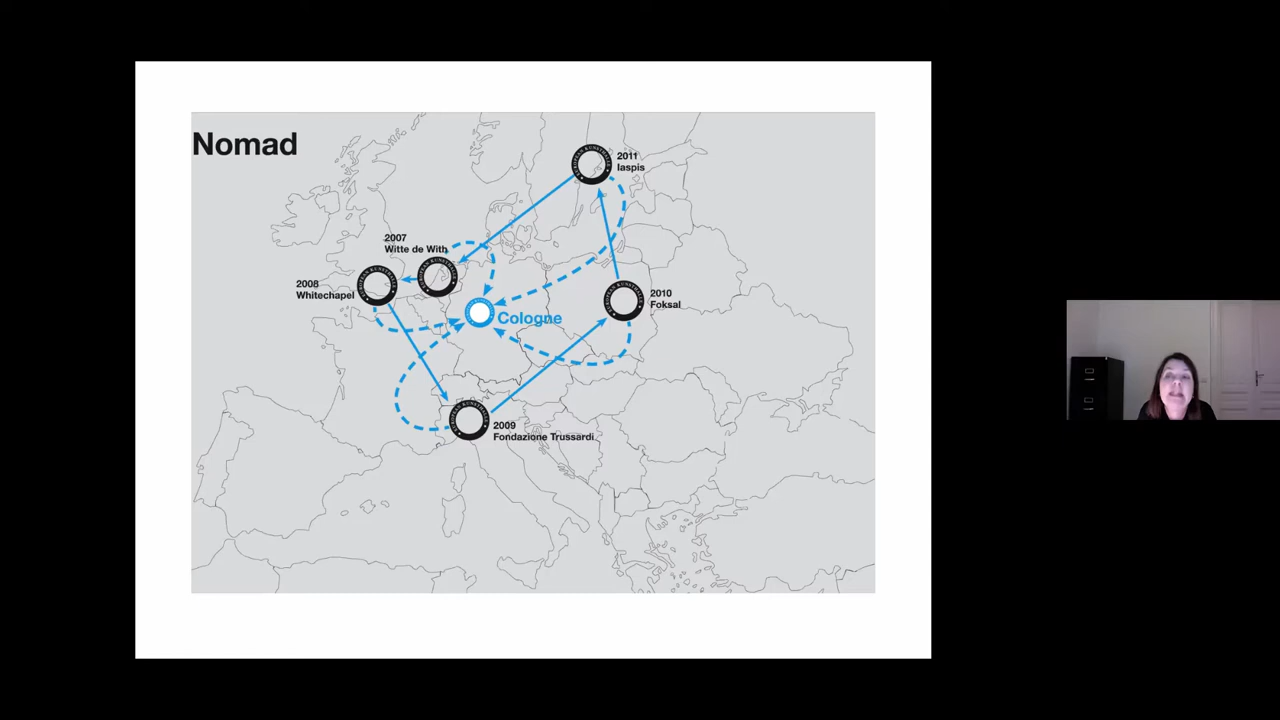 Nomad
2011
Iaspis
2007
Witte de With
2008
Whitechapel
2010
Foksal
Cologne
2009
Fondazione Trussardi